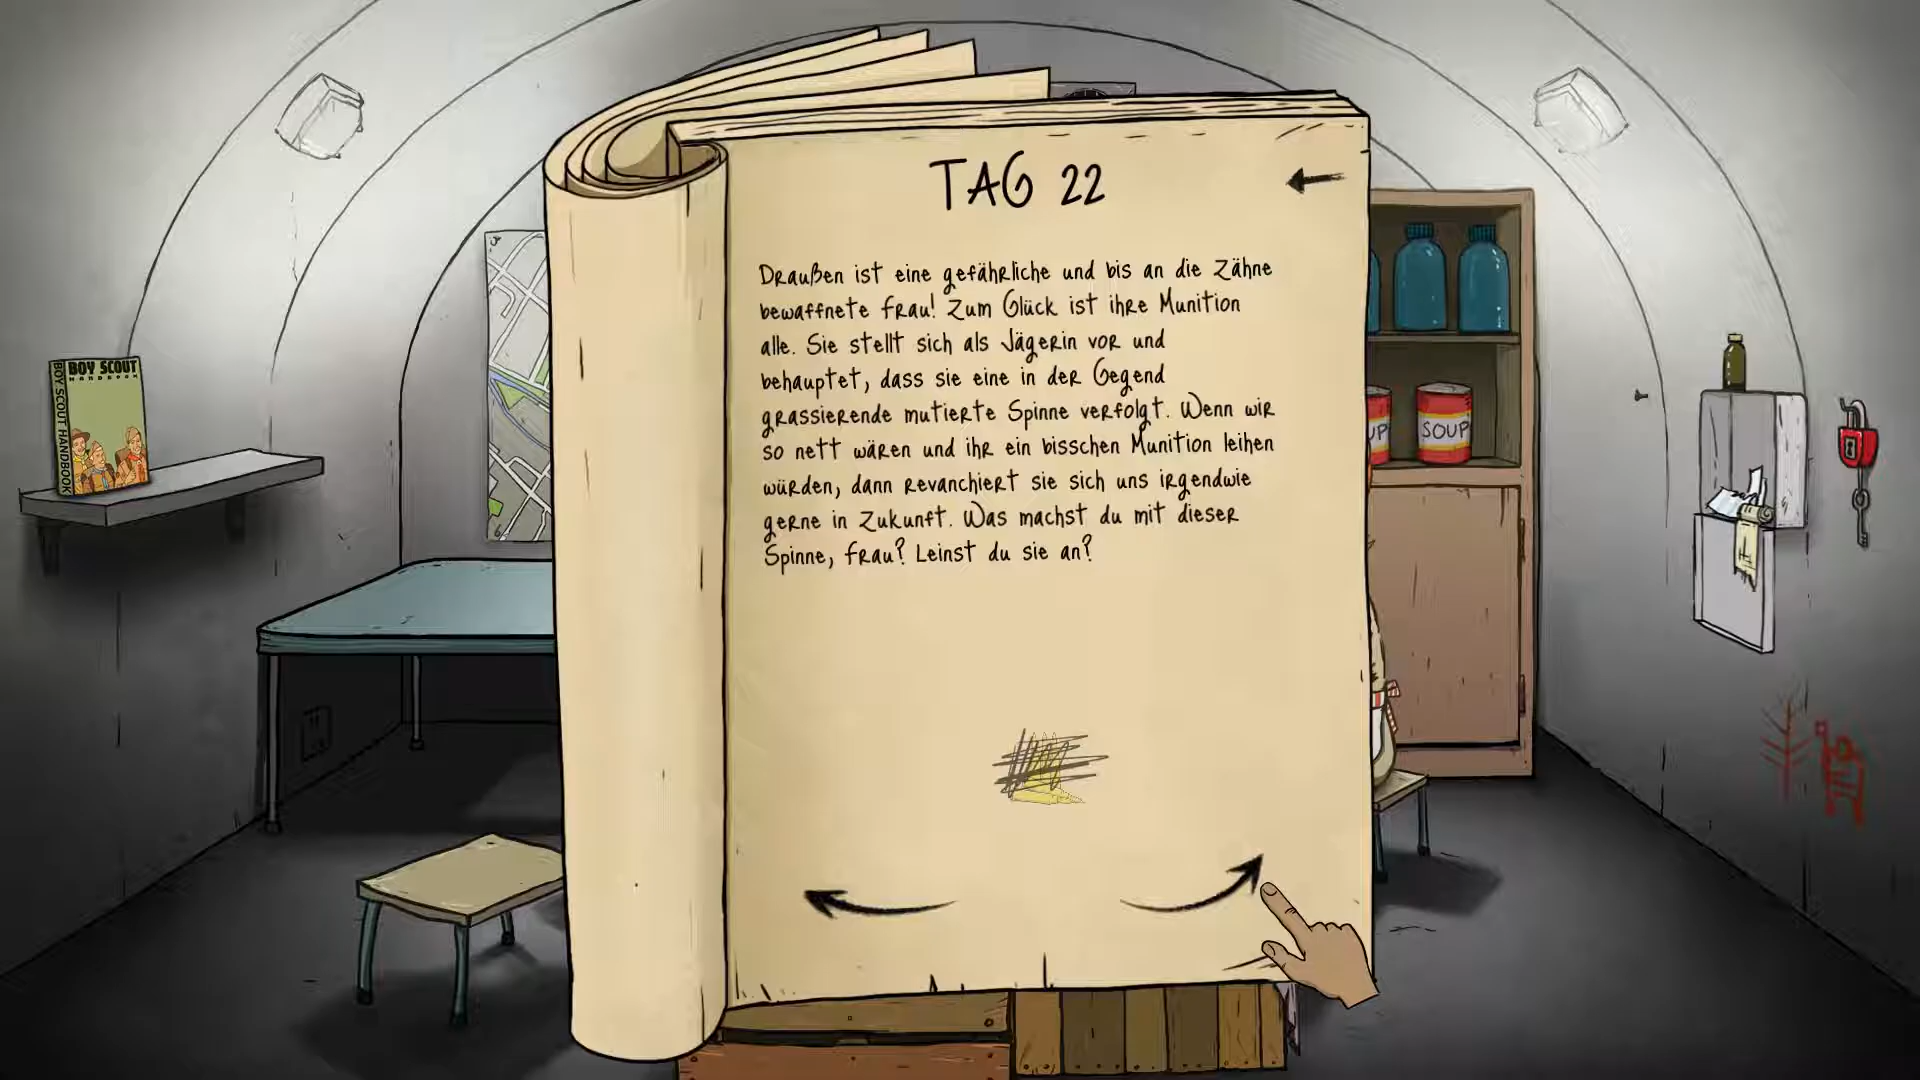 TAG 22
Draußen ist eine gefährliche und bis an die Zähne
bewaffnete Frau! Zum Glück ist ihre Munition
alle. Sie stellt sich als Jägerin vor und
behauptet, dass sie eine in der Gegend
grassierende mutierte Spinne verfolgt. Wenn wir
so nett wären und ihr ein bisschen Munition leihen
würden, dann revanchiert sie sich uns irgendwie
gerne in Zukunft. Was machst du mit dieser
Spinne, Frau? Leinst du sie an?
BOY SCOUT
HANDBOOK
BOY SCOUT HANDBOOK
UP
SOUP